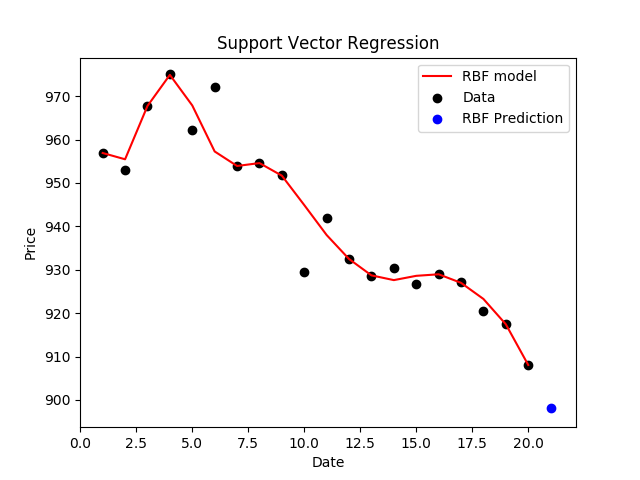 Support Vector Regression
RBF model
Data
RBF Prediction
970
960
950
940
930
920
910
900
Price
0.0 2.5 5.0 7.5 10.0 12.5 15.0 17.5 20.0
Date